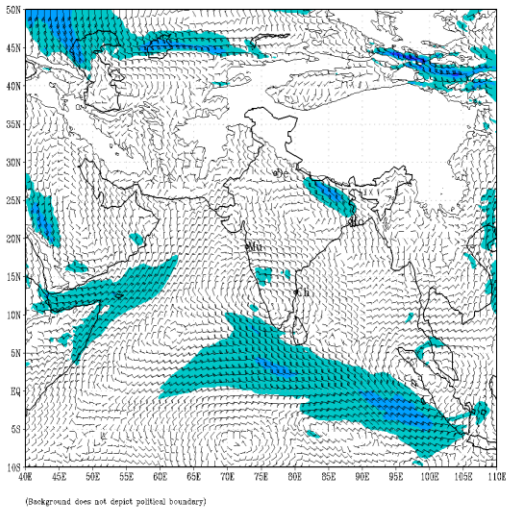 50N
45N
40N
35N
30N
25N
20N
Mu
15N
10N
5N
EQ
5S
10S
40E 45E 50E 55E 60E 65E 70E 75E 80E 85E 90E 95E 100E 105E 110E
(Background does not depict political boundary)